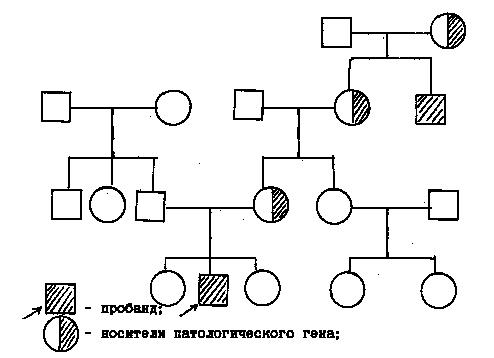 - пробанд;
- носители патологического гена;